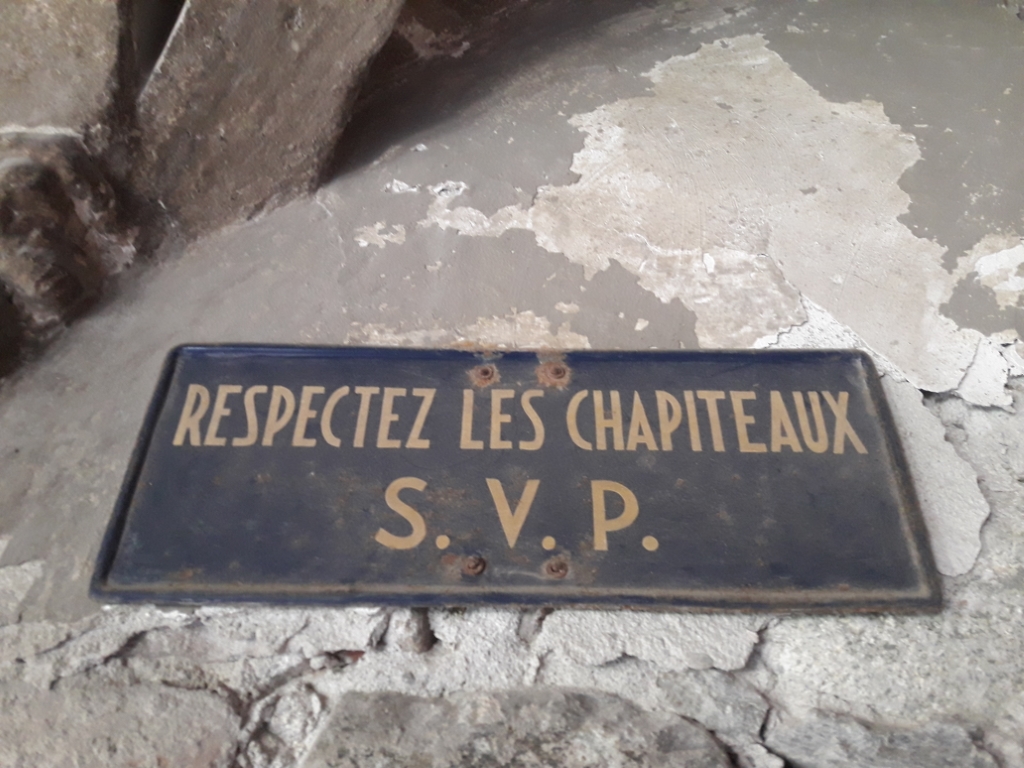 RESPECTEZ LES CHAPITEAUX
S. V. P.